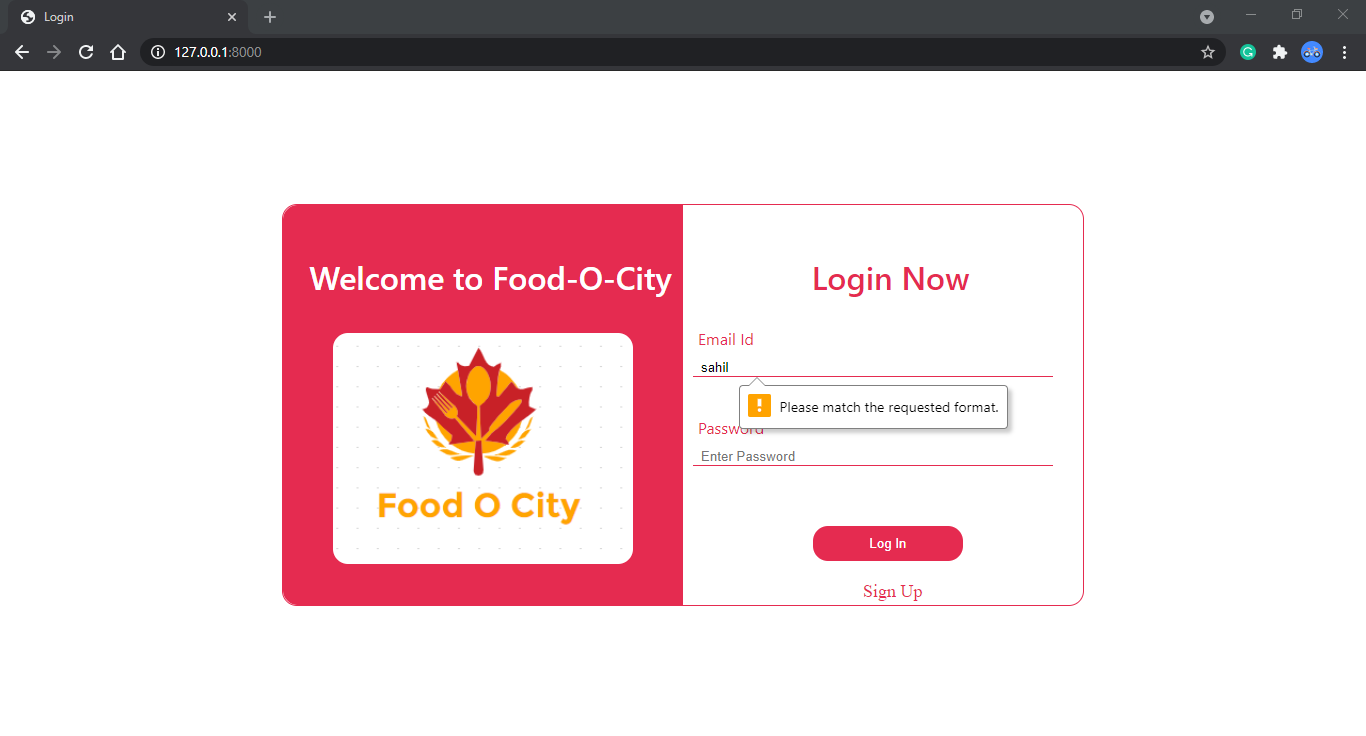 Login
127.0.0.1:8000
Welcome to Food-O-City
Food O City
Login Now
Email Id
sahil
Please match the requested format.
Password
Enter Password
Log In
Sign Up